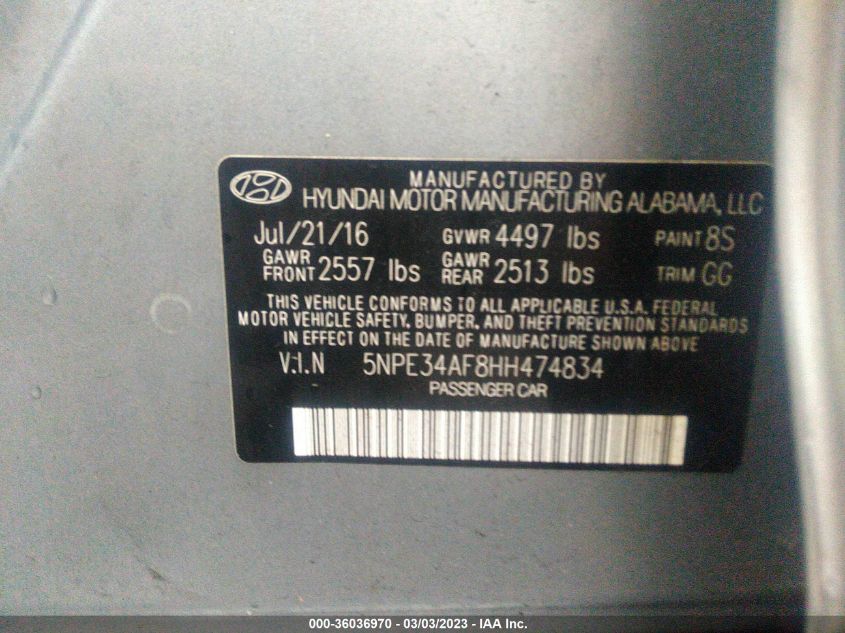 MANUFACTURED BY
HYUNDAI MOTOR MANUFACTURING ALABAMA, LLC
Jul/21/16 GVWR 4497 lbs PAINT 8S
GAWR FRONT 2557 lbs GAWR REAR 2513 lbs TRIM GG
THIS VEHICLE CONFORMS TO ALL APPLICABLE U.S.A. FEDERAL
MOTOR VEHICLE SAFETY, BUMPER, AND THEFT PREVENTION STANDARDS
IN EFFECT ON THE DATE OF MANUFACTURE SHOWN ABOVE
V.I.N 5NPE34AF8HH474834
PASSENGER CAR
000-36036970 - 03/03/2023 - IAA Inc.